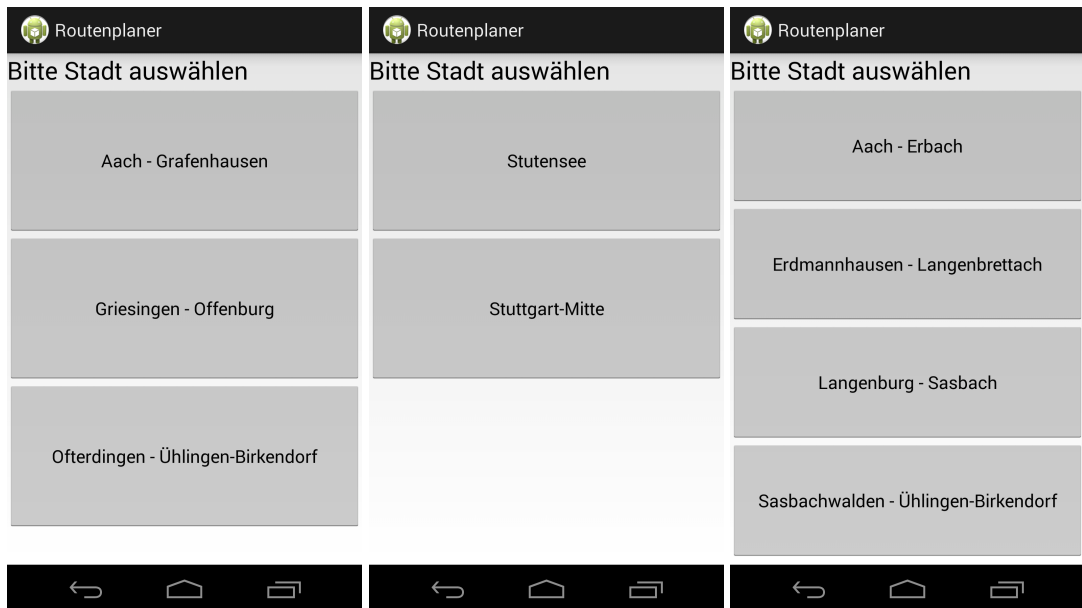 Routenplaner
Bitte Stadt auswählen
Aach - Grafenhausen
Griesingen - Offenburg
Ofterdingen - Ühlingen-Birkendorf
Routenplaner
Bitte Stadt auswählen
Stutensee
Stuttgart-Mitte
Routenplaner
Bitte Stadt auswählen
Aach - Erbach
Erdmannhausen - Langenbrettach
Langenburg - Sasbach
Sasbachwalden - Ühlingen-Birkendorf